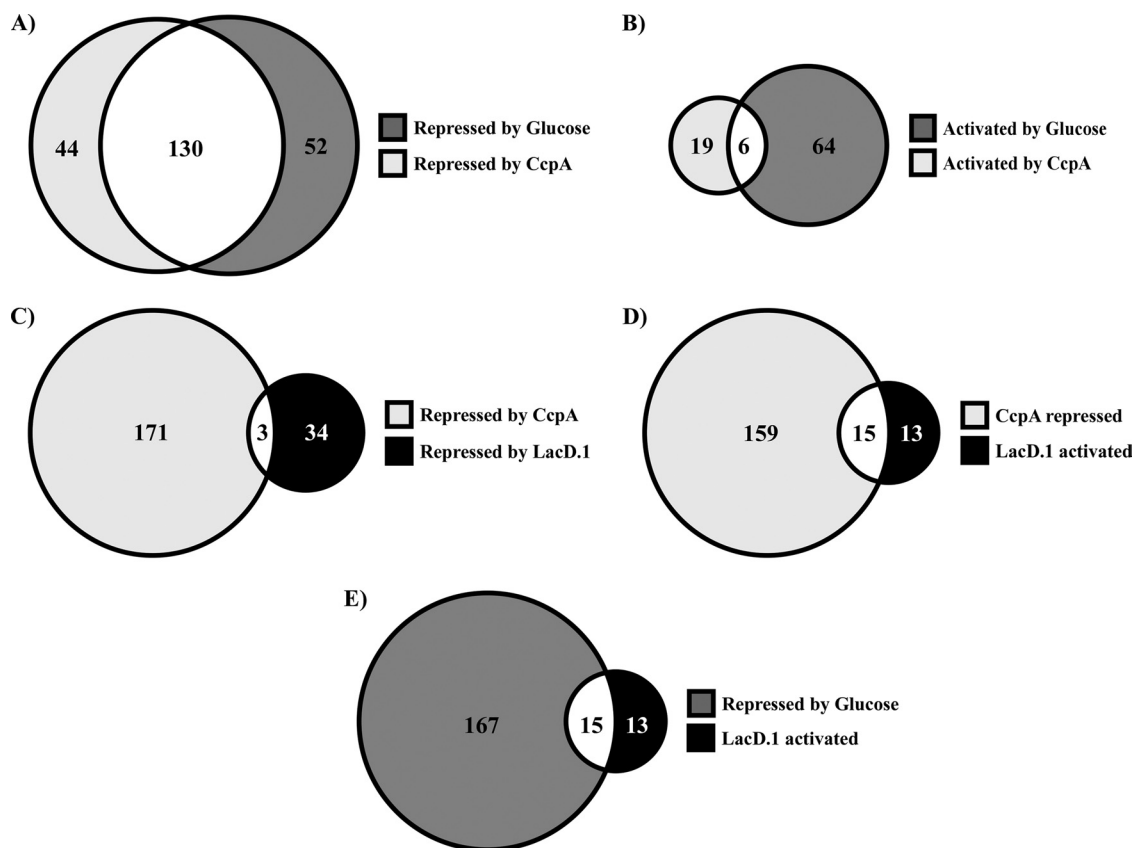 A)
44
130
52
Repressed by Glucose
Repressed by CcpA
B)
19
6
64
Activated by Glucose
Activated by CcpA
C)
171
3
34
Repressed by CcpA
Repressed by LacD.1
D)
159
15
13
CcpA repressed
LacD.1 activated
E)
167
15
13
Repressed by Glucose
LacD.1 activated